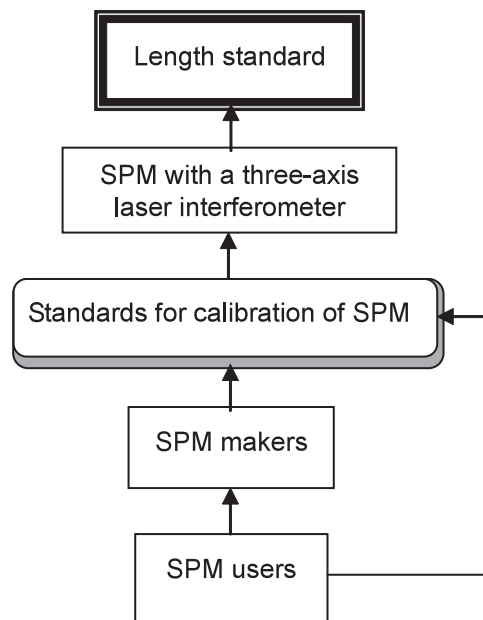 Length standard
SPM with a three-axis
laser interferometer
Standards for calibration of SPM
SPM makers
SPM users